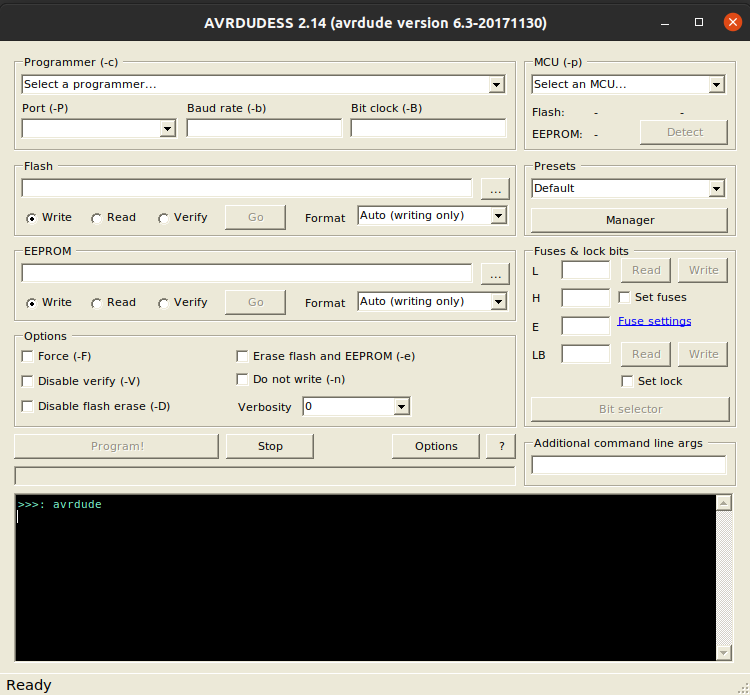 AVRDUDESS 2.14 (avrdude version 6.3-20171130)
Programmer (-c)
Select a programmer...
Port (-P)
Baud rate (-b)
Bit clock (-B)
MCU (-p)
Select an MCU...
Flash: - -
EEPROM: -
Detect
Flash
...
Write
Read
Verify
Go
Format
Auto (writing only)
Presets
Default
Manager
EEPROM
...
Write
Read
Verify
Go
Format
Auto (writing only)
Fuses & lock bits
L
Read
Write
H
Set fuses
E
Fuse settings
LB
Read
Write
Set lock
Bit selector
Options
Force (-F)
Erase flash and EEPROM (-e)
Disable verify (-V)
Do not write (-n)
Disable flash erase (-D)
Verbosity
0
Program!
Stop
Options
?
Additional command line args
>>>: avrdude
Ready